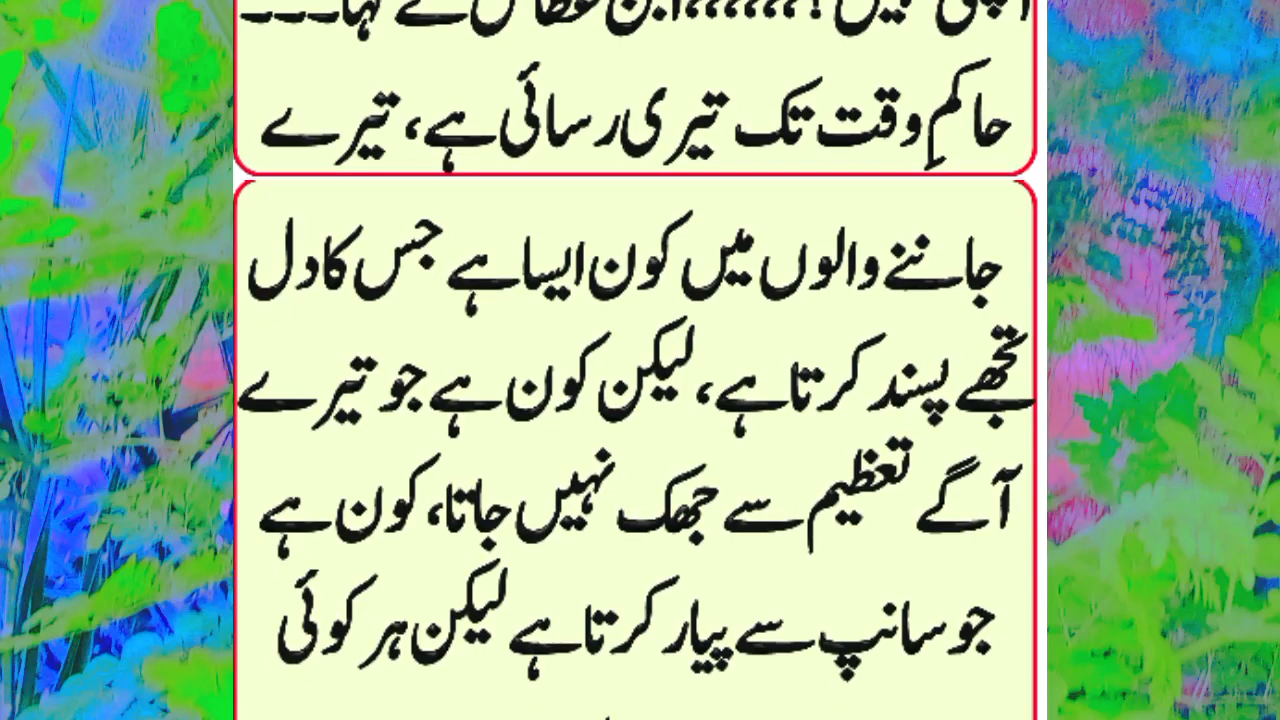 نے کہا۔۔۔۔
حاکمِ وقت تک تیری رسائی ہے، تیرے
جاننے والوں میں کون ایسا ہے جس کا دل
تجھے پسند کرتا ہے، لیکن کون ہے جو تیرے
آگے تعظیم سے جھک نہیں جاتا، کون ہے
جو سانپ سے پیار کرتا ہے لیکن ہر کوئی